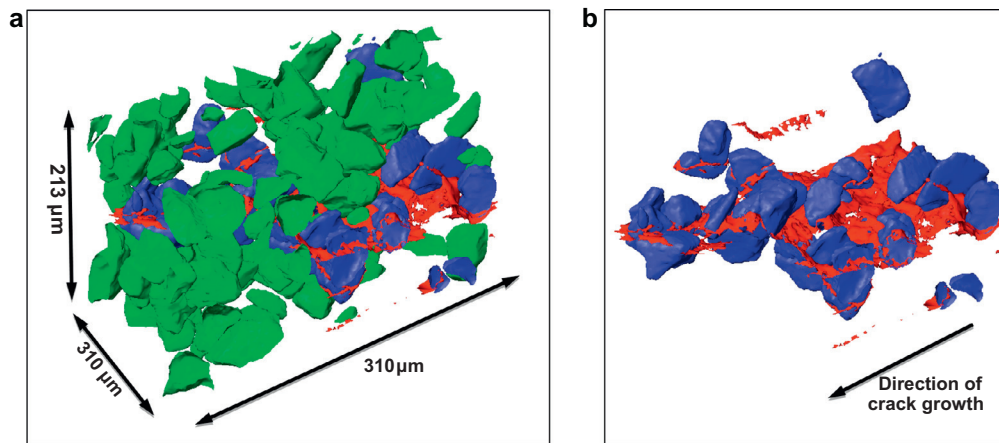 a
213 µm
310 µm
310µm
b
Direction of
crack growth